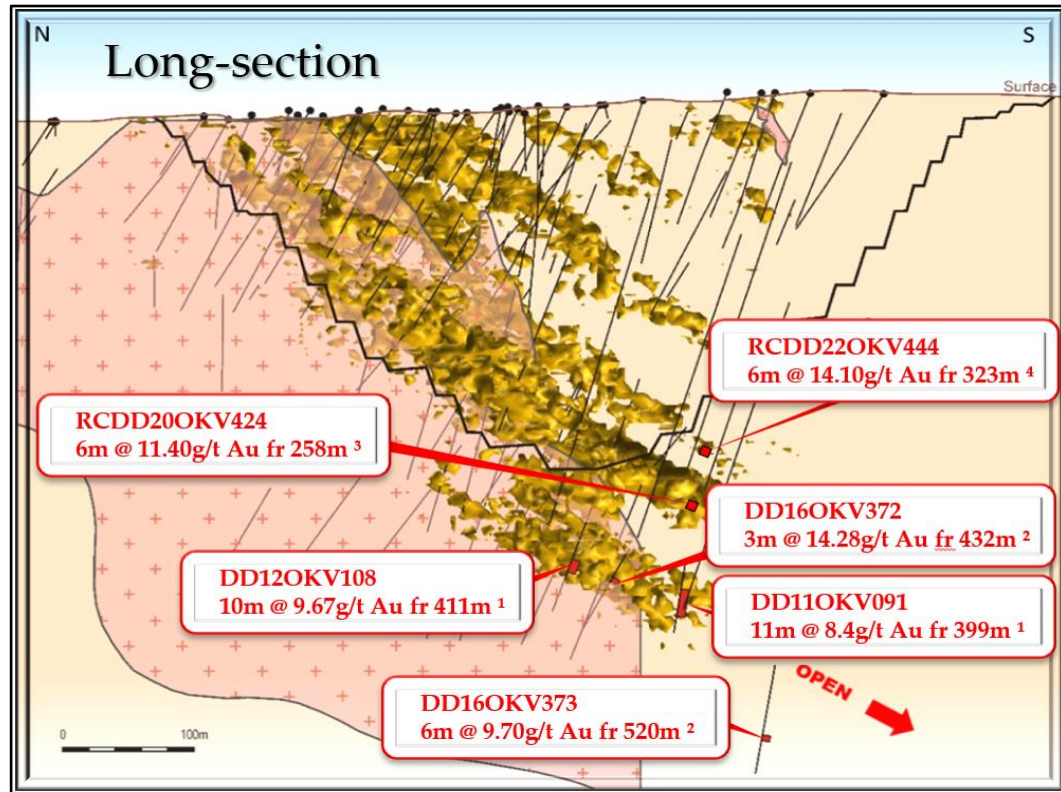 N
S
Long-section
Surface
RCDD22OKV444
6m @ 14.10g/t Au fr 323m ⁴
RCDD20OKV424
6m @ 11.40g/t Au fr 258m ³
DD16OKV372
3m @ 14.28g/t Au fr 432m ²
DD12OKV108
10m @ 9.67g/t Au fr 411m ¹
DD11OKV091
11m @ 8.4g/t Au fr 399m ¹
OPEN
DD16OKV373
6m @ 9.70g/t Au fr 520m ²
0 100m